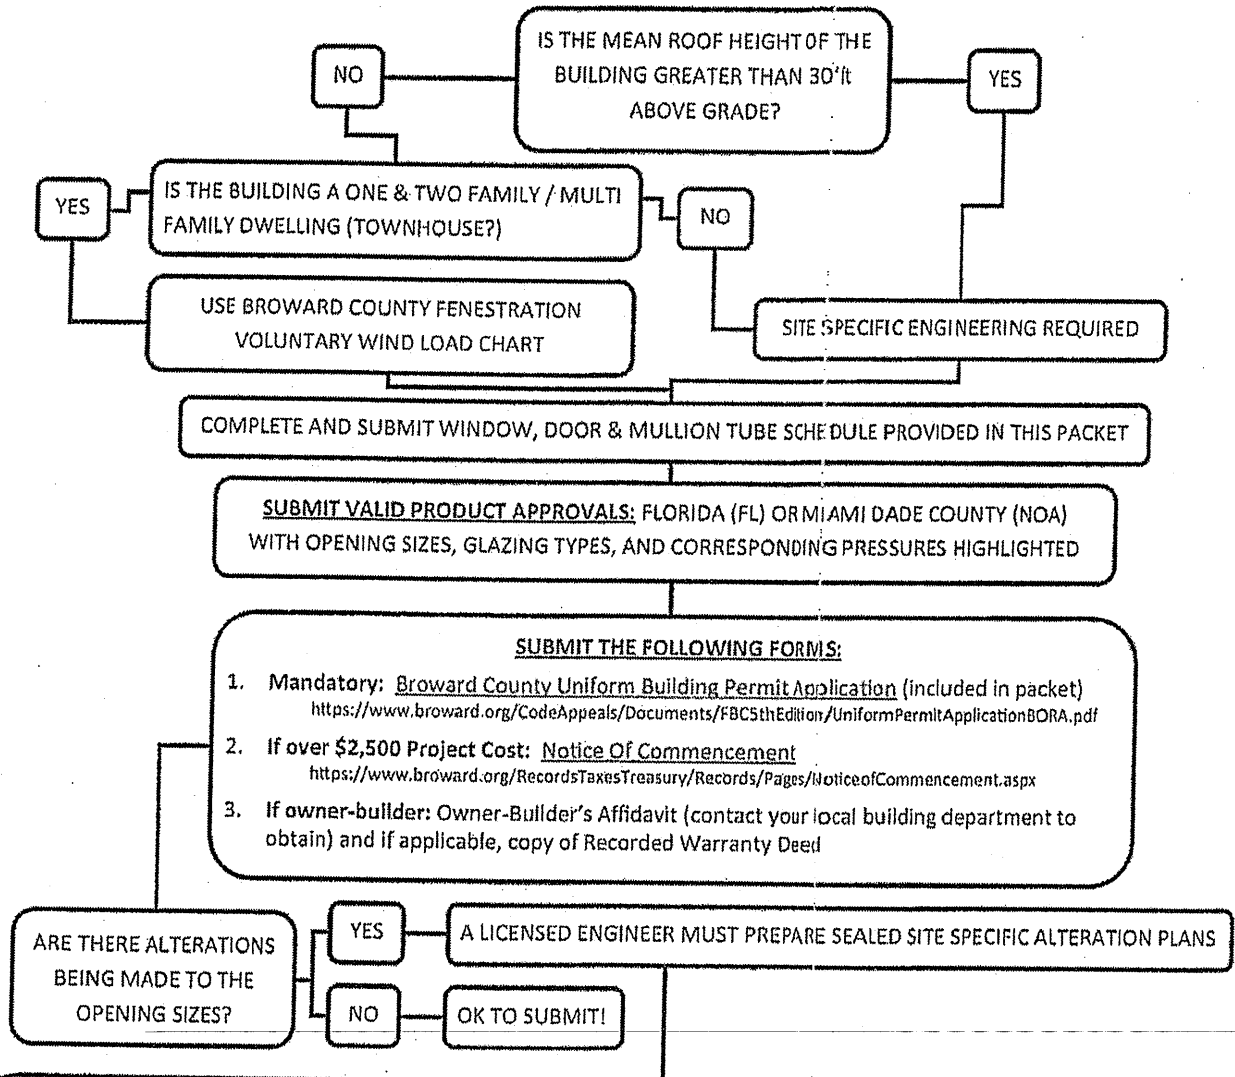 IS THE MEAN ROOF HEIGHT OF THE
BUILDING GREATER THAN 30'ft
ABOVE GRADE?
NO
YES
IS THE BUILDING A ONE & TWO FAMILY / MULTI
FAMILY DWELLING (TOWNHOUSE?)
YES
NO
USE BROWARD COUNTY FENESTRATION
VOLUNTARY WIND LOAD CHART
SITE SPECIFIC ENGINEERING REQUIRED
COMPLETE AND SUBMIT WINDOW, DOOR & MULLION TUBE SCHEDULE PROVIDED IN THIS PACKET
SUBMIT VALID PRODUCT APPROVALS: FLORIDA (FL) OR MIAMI DADE COUNTY (NOA)
WITH OPENING SIZES, GLAZING TYPES, AND CORRESPONDING PRESSURES HIGHLIGHTED
SUBMIT THE FOLLOWING FORMS:
1. Mandatory: Broward County Uniform Building Permit Application (included in packet)
https://www.broward.org/CodeAppeals/Documents/FBC5thEdition/UniformPermitApplicationBORA.pdf
2. If over $2,500 Project Cost: Notice Of Commencement
https://www.broward.org/RecordsTaxesTreasury/Records/Pages/NoticeofCommencement.aspx
3. If owner-builder: Owner-Builder's Affidavit (contact your local building department to
obtain) and if applicable, copy of Recorded Warranty Deed
ARE THERE ALTERATIONS
BEING MADE TO THE
OPENING SIZES?
YES
A LICENSED ENGINEER MUST PREPARE SEALED SITE SPECIFIC ALTERATION PLANS
NO
OK TO SUBMIT!